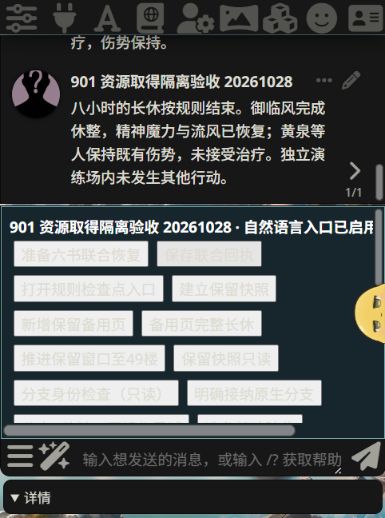 疗，伤势保持。
901 资源取得隔离验收 20261028
八小时的长休按规则结束。御临风完成
休整，精神魔力与流风已恢复；黄泉等
人保持既有伤势，未接受治疗。独立演
练场内未发生其他行动。
1/1
901 资源取得隔离验收 20261028 · 自然语言入口已启用
准备六书联合恢复 保存联合回执
打开规则检查点入口 建立保留快照
新增保留备用页 备用页完整长休
推进保留窗口至49楼 保留快照只读
分支身份检查（只读） 明确接纳原生分支
输入想发送的消息，或输入 /? 获取帮助
▼ 详情